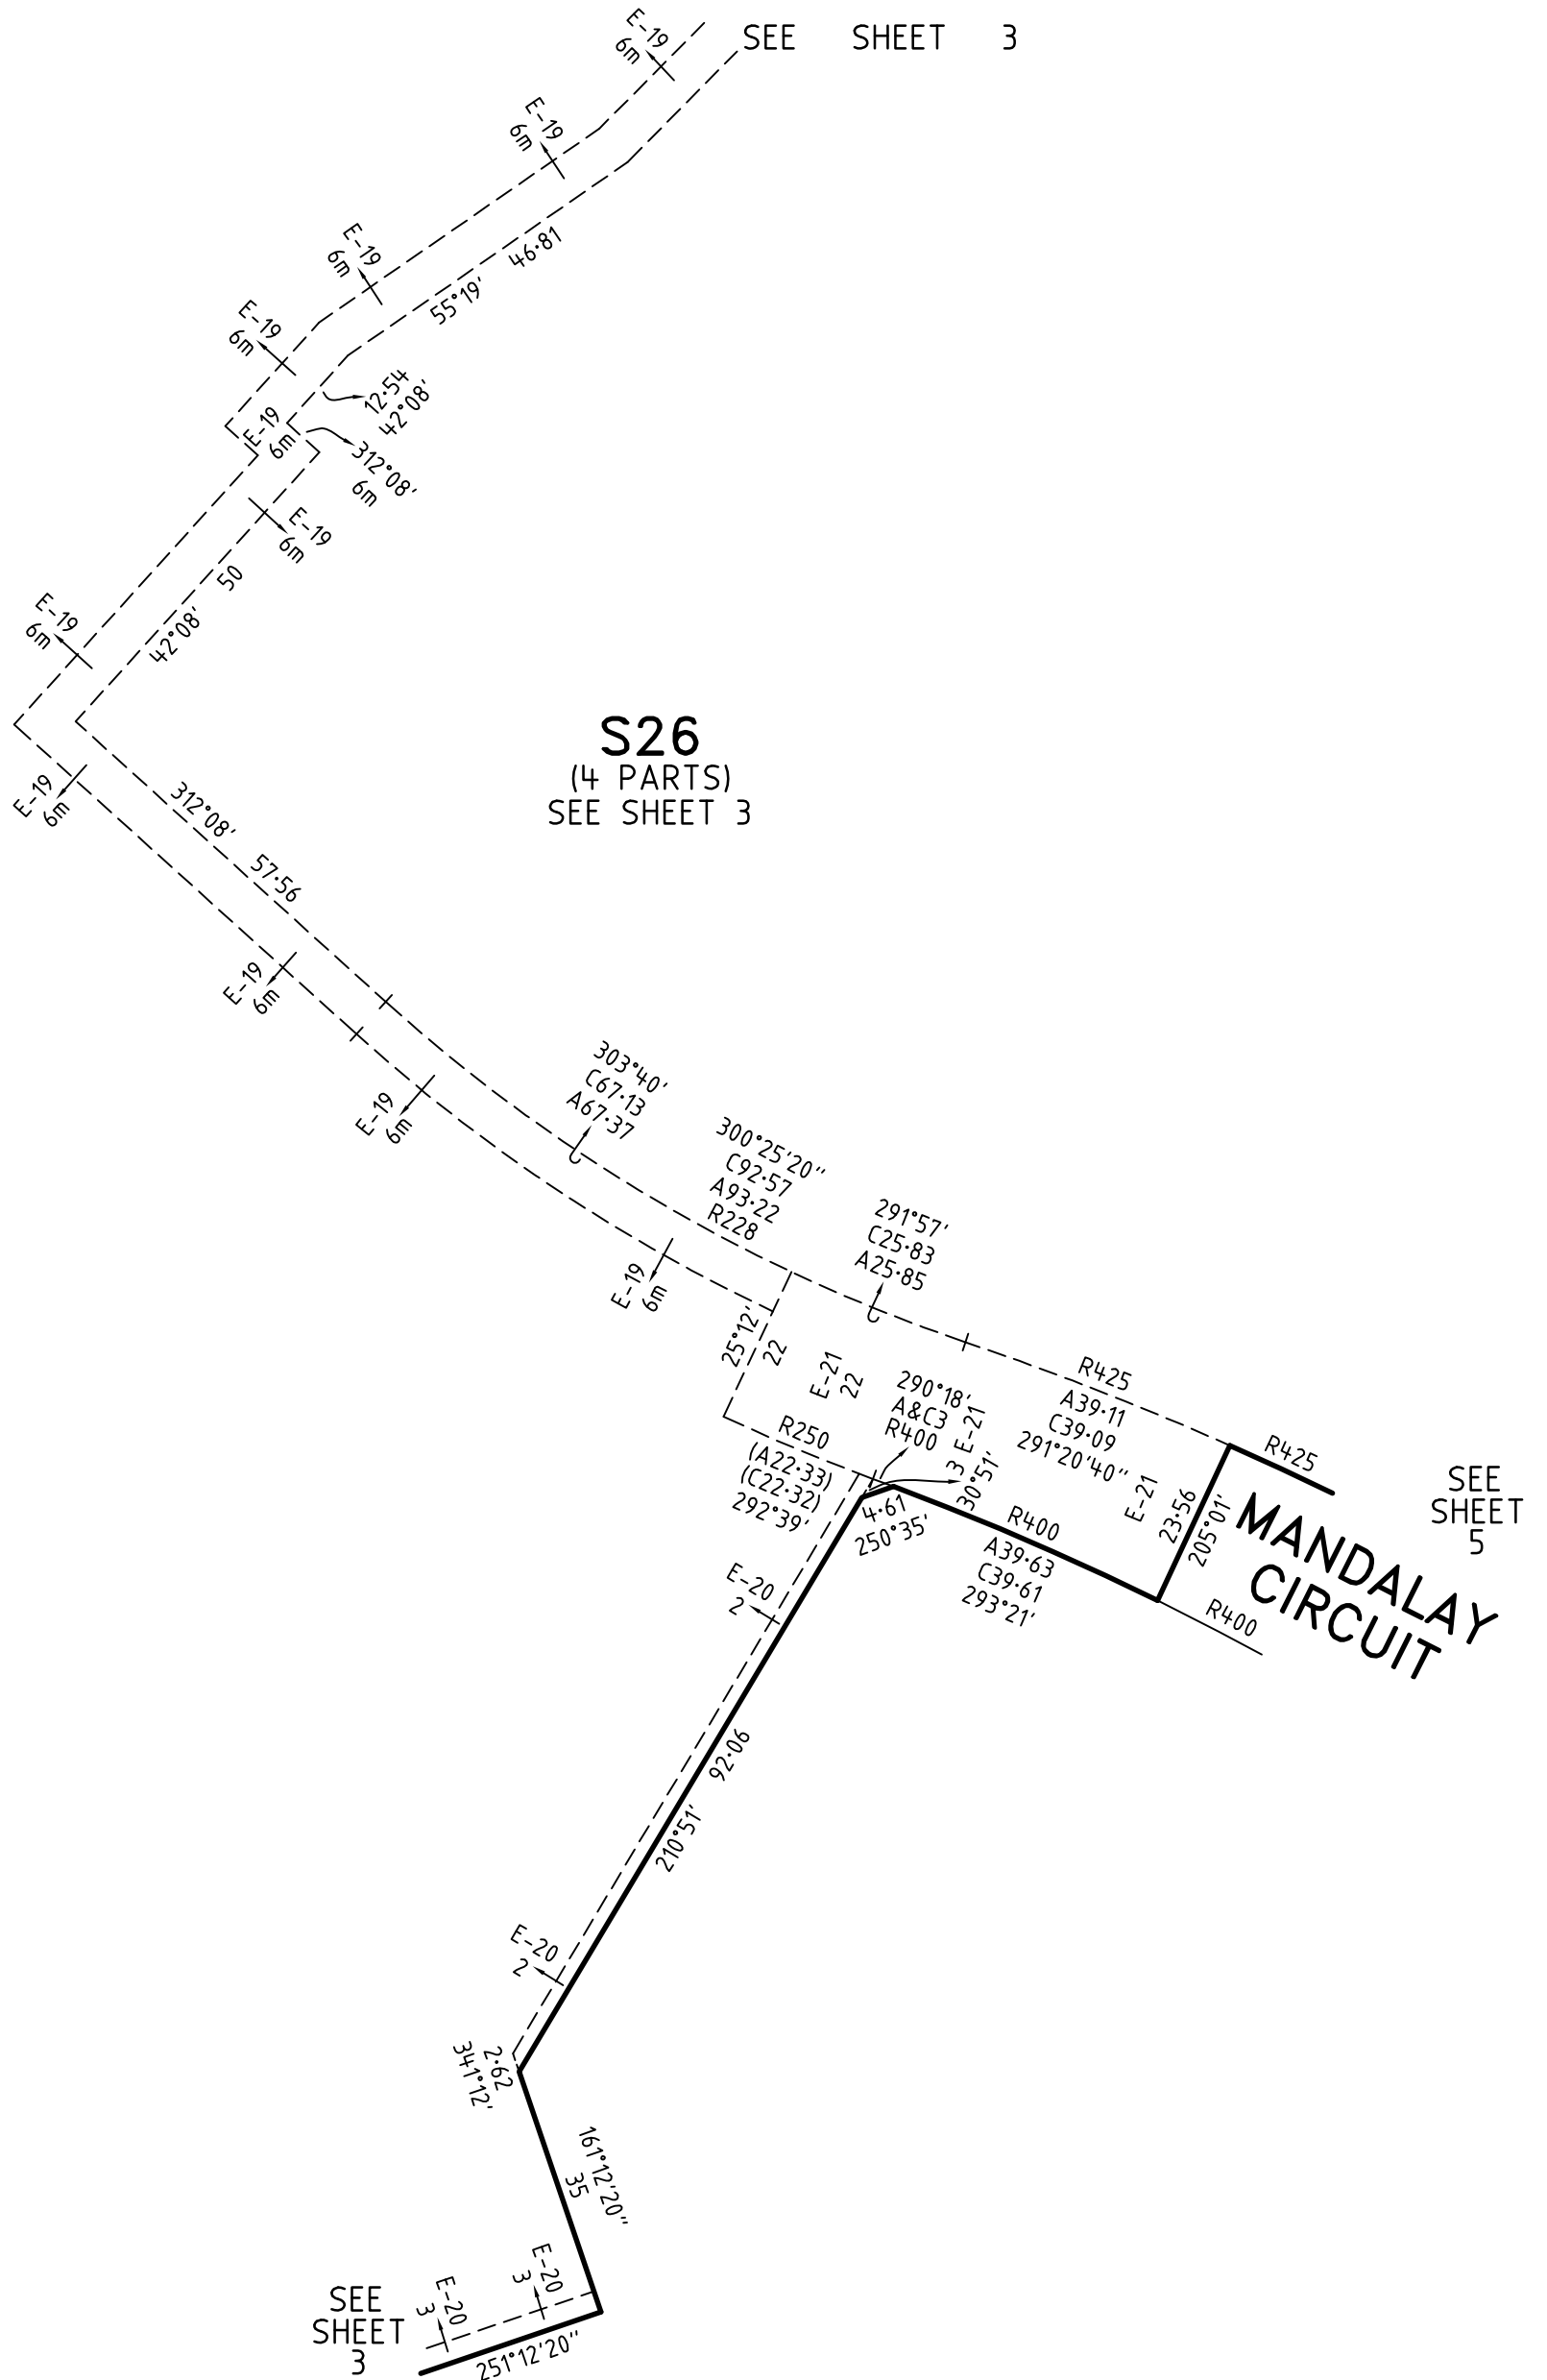 SEE SHEET 3
E-19
6m
E-19
6m
E-19
6m
46·81
55°19'
E-19
6m
12·54
42°08'
E-19
6m
312°08'
6m
E-19
6m
50
42°08'
E-19
6m
S26
(4 PARTS)
SEE SHEET 3
E-19
6m
312°08'
57·56
E-19
6m
303°40'
C67·13
A67·37
E-19
6m
300°25'20"
C92·57
A93·22
R228
291°57'
C25·83
A25·85
E-19
6m
25°12'
22
E-21
22
290°18'
A&C3
R400
3 E-21
30°51'
R425
A39·11
C39·09
291°20'40"
R425
R250
(A22·33)
(C22·32)
292°39'
4·61
250°35'
R400
A39·63
C39·61
293°21'
E-21
23·56
205°01'
MANDALAY
CIRCUIT
SEE
SHEET
5
R400
E-20
2
92·06
210°51'
E-20
2
2·62
341°12'
161°12'20"
35
E-20
3
E-20
3
SEE
SHEET
3
251°12'20"